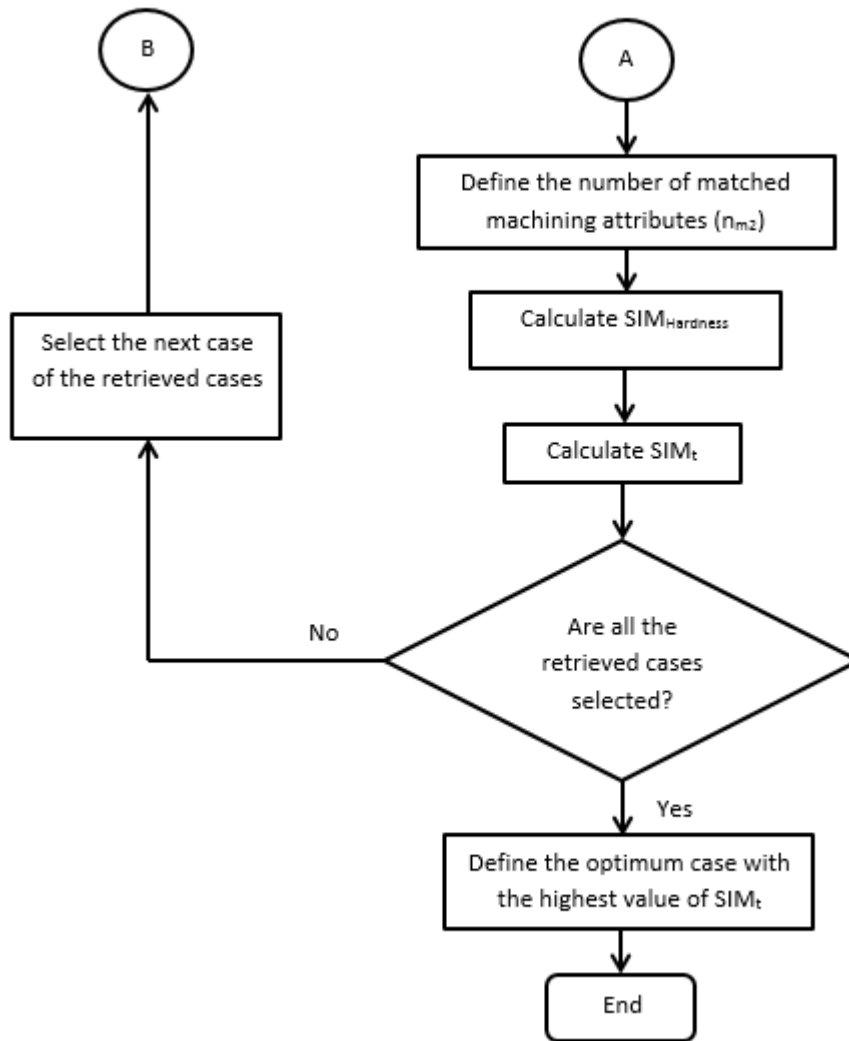 B
A
Define the number of matched
machining attributes (nₘ₂)
Calculate SIM_Hardness
Select the next case
of the retrieved cases
Calculate SIMₜ
No
Are all the
retrieved cases
selected?
Yes
Define the optimum case with
the highest value of SIMₜ
End